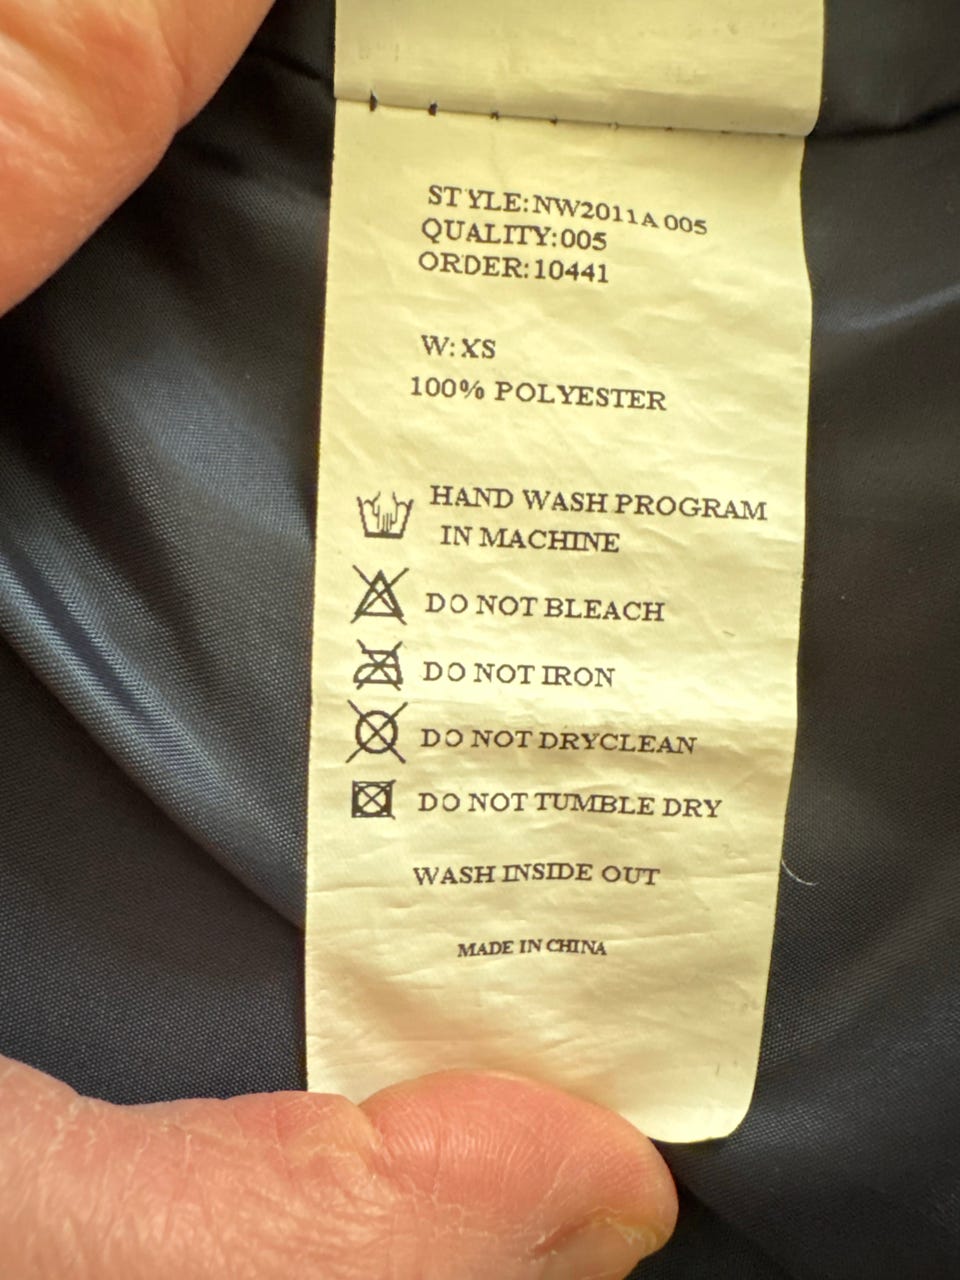 STYLE:NW2011A 005
QUALITY:005
ORDER:10441
W:XS
100% POLYESTER
HAND WASH PROGRAM
IN MACHINE
DO NOT BLEACH
DO NOT IRON
DO NOT DRYCLEAN
DO NOT TUMBLE DRY
WASH INSIDE OUT
MADE IN CHINA